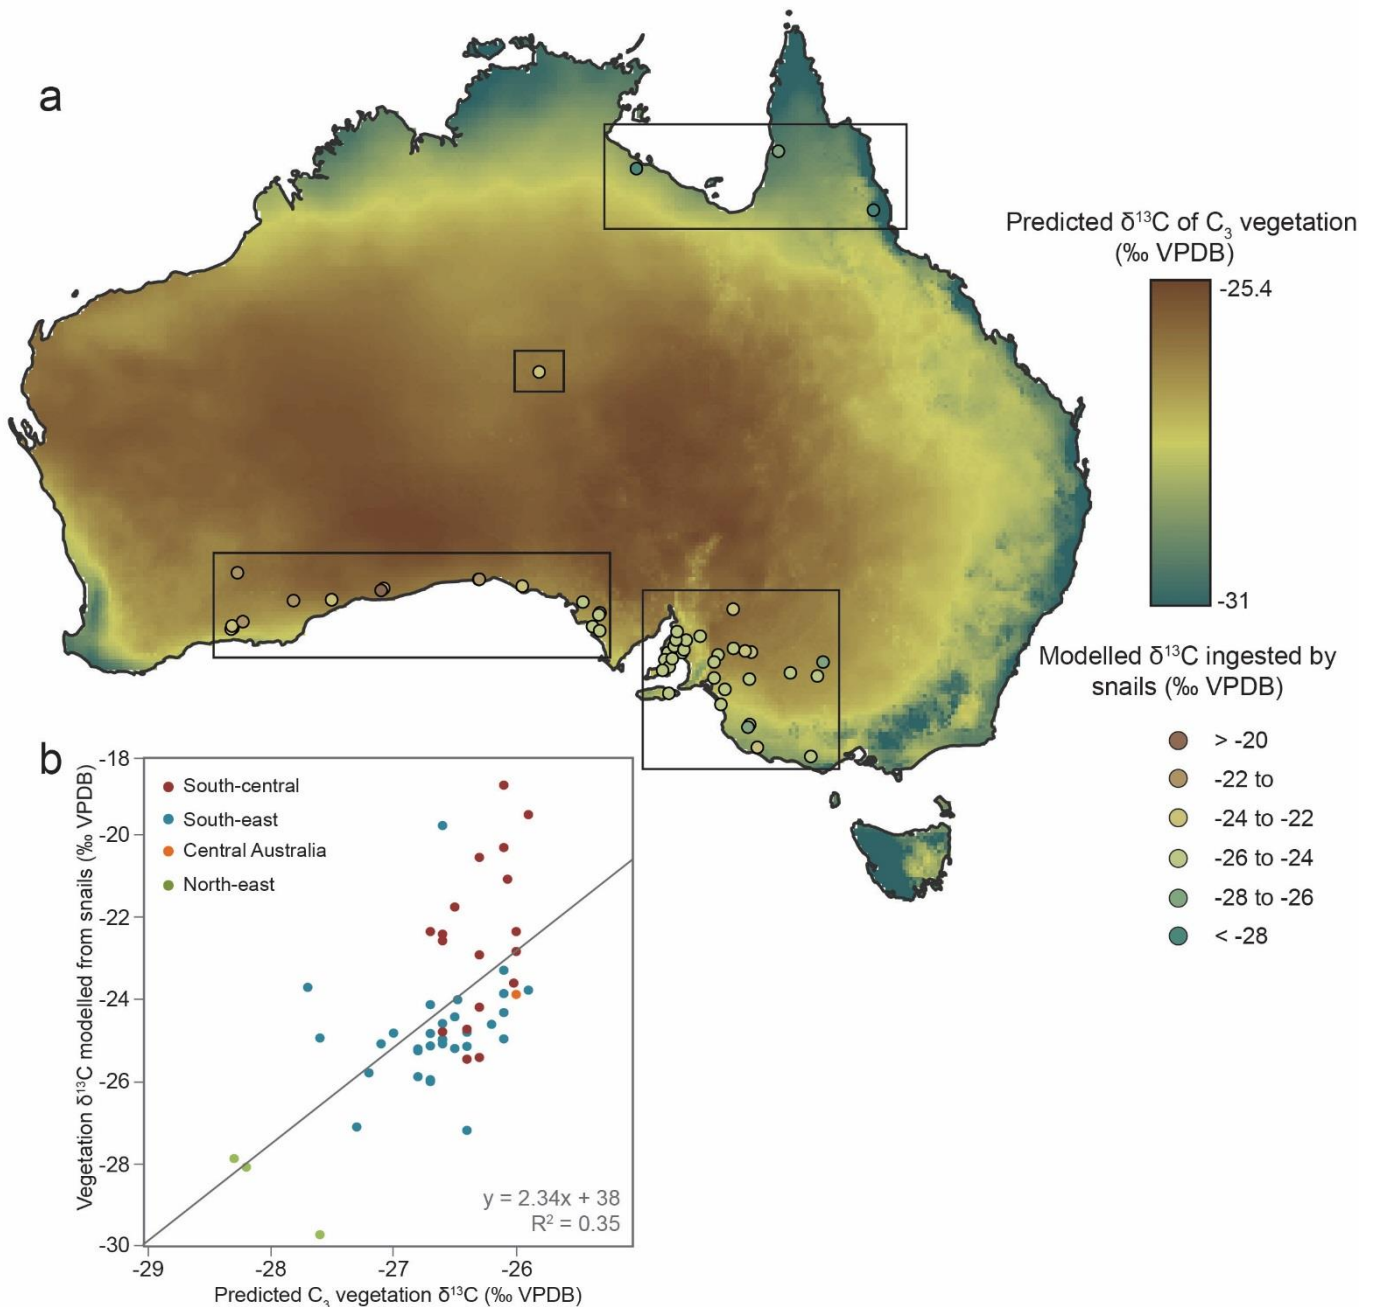 a
Predicted δ¹³C of C₃ vegetation
(‰ VPDB)
-25.4
-31
Modelled δ¹³C ingested by
snails (‰ VPDB)
> -20
-22 to
-24 to -22
-26 to -24
-28 to -26
< -28
b
Vegetation δ¹³C modelled from snails (‰ VPDB)
-18
-20
-22
-24
-26
-28
-30
South-central
South-east
Central Australia
North-east
y = 2.34x + 38
R² = 0.35
-29 -28 -27 -26
Predicted C₃ vegetation δ¹³C (‰ VPDB)